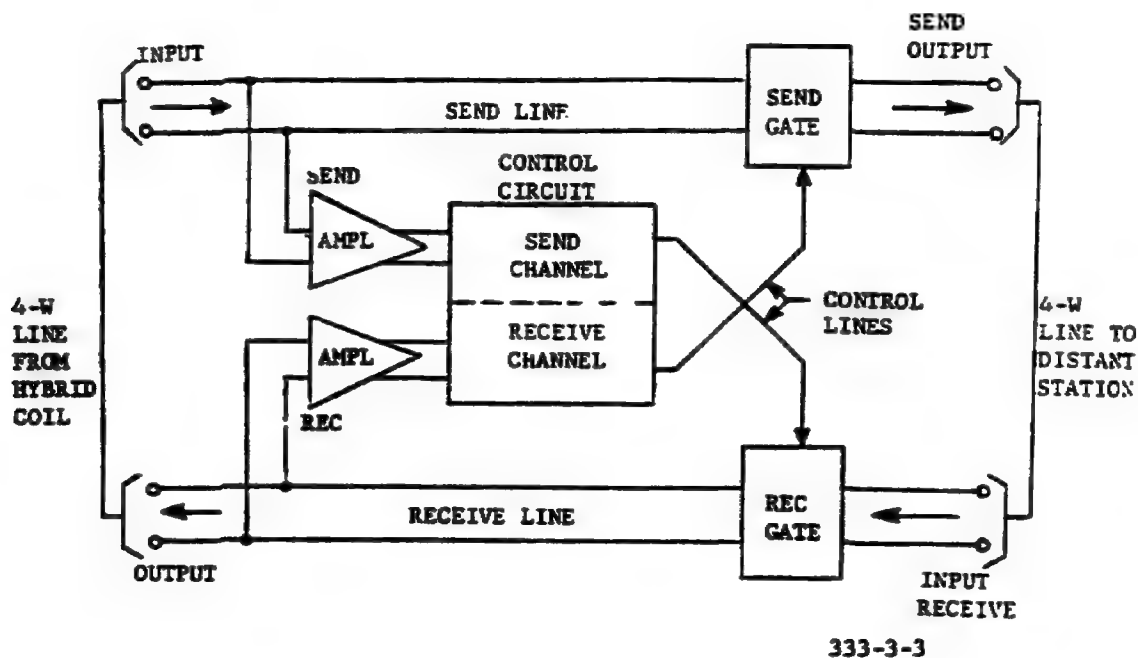 INPUT
SEND
OUTPUT
SEND LINE
SEND
GATE
SEND
AMPL
CONTROL
CIRCUIT
SEND
CHANNEL
RECEIVE
CHANNEL
CONTROL
LINES
AMPL
REC
4-W
LINE
FROM
HYBRID
COIL
4-W
LINE TO
DISTANT
STATION
RECEIVE LINE
REC
GATE
OUTPUT
INPUT
RECEIVE
333-3-3